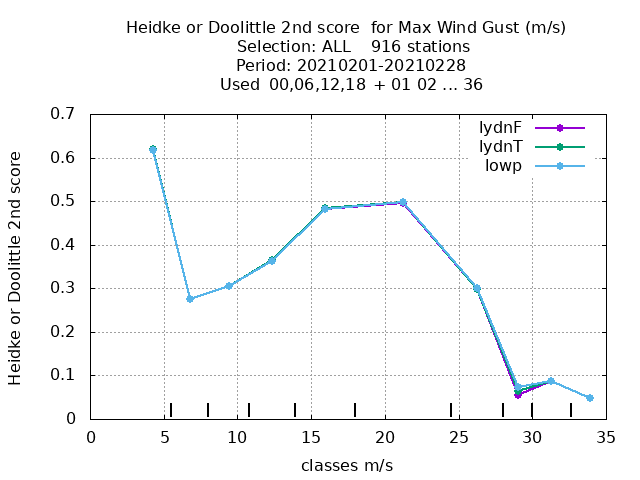 Heidke or Doolittle 2nd score  for Max Wind Gust (m/s)
Selection: ALL    916 stations
Period: 20210201-20210228
Used  00,06,12,18  + 01 02 ... 36
lydnF
lydnT
lowp
Heidke or Doolittle 2nd score
0.7
0.6
0.5
0.4
0.3
0.2
0.1
0
0 5 10 15 20 25 30 35
classes m/s